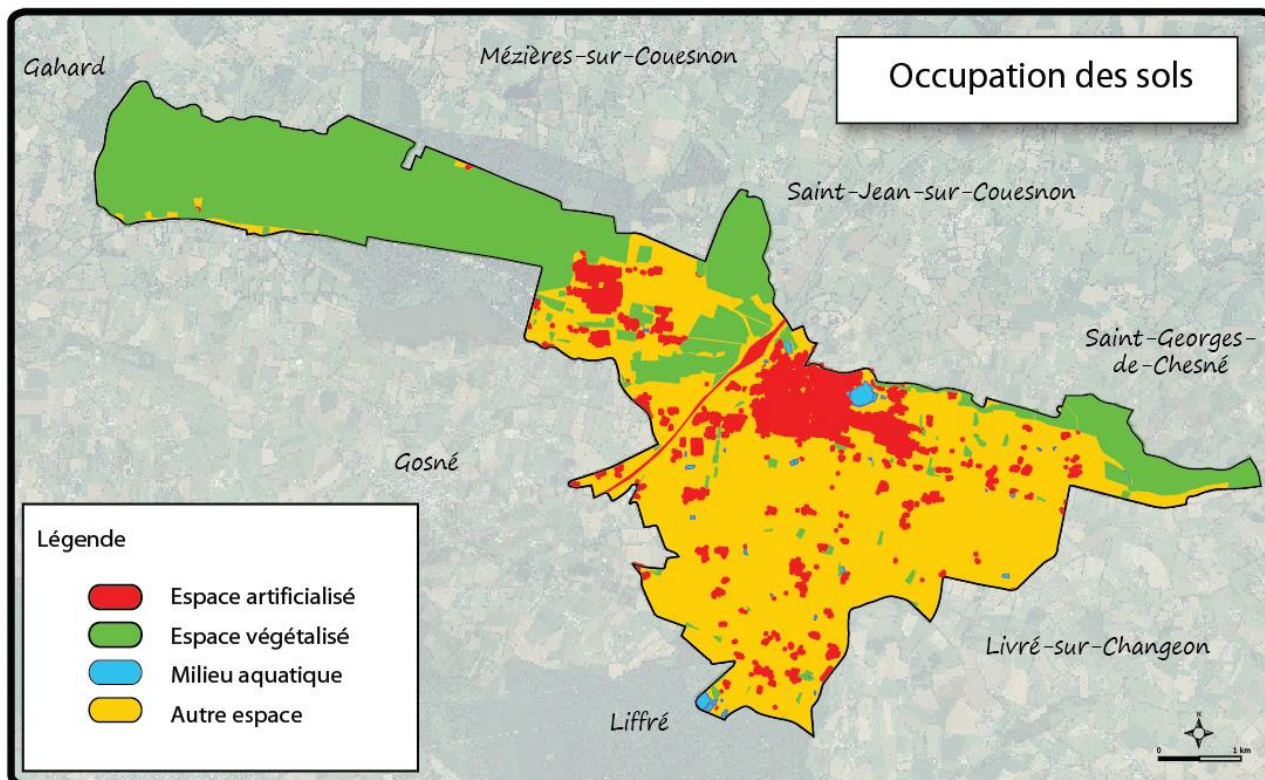 Gahard
Mézières-sur-Couesnon
Occupation des sols
Saint-Jean-sur-Couesnon
Saint-Georges-
de-Chesné
Gosné
Légende
Espace artificialisé
Espace végétalisé
Milieu aquatique
Autre espace
Livré-sur-Changeon
Liffré
N
0 1 km